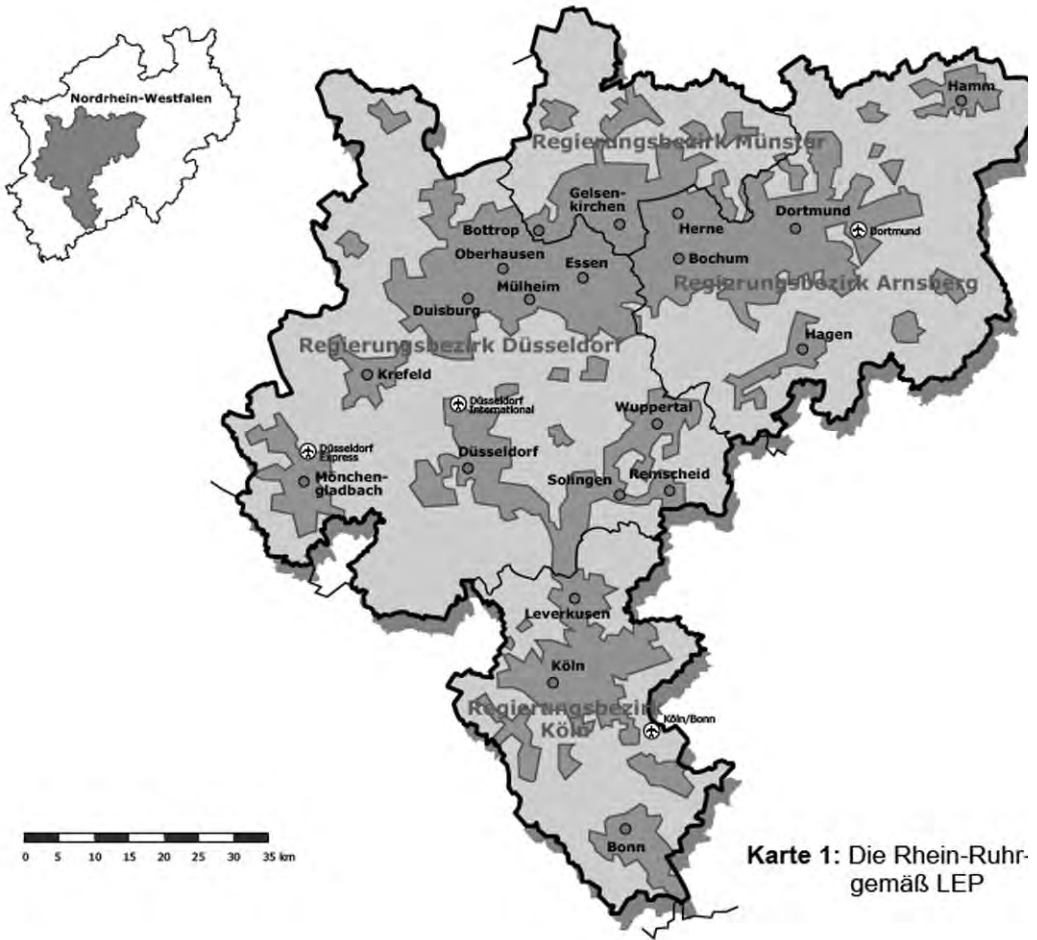 Nordrhein-Westfalen
Hamm
Regierungsbezirk Münster
Gelsen-
kirchen
Dortmund
Bottrop
Herne
Dortmund
Oberhausen
Essen
Bochum
Mülheim
Regierungsbezirk Arnsberg
Duisburg
Hagen
Regierungsbezirk Düsseldorf
Krefeld
Düsseldorf
International
Wuppertal
Düsseldorf
Express
Düsseldorf
Mönchen-
gladbach
Solingen
Remscheid
Leverkusen
Köln
Regierungsbezirk
Köln
Köln/Bonn
Bonn
0 5 10 15 20 25 30 35 km
Karte 1: Die Rhein-Ruhr-
gemäß LEP